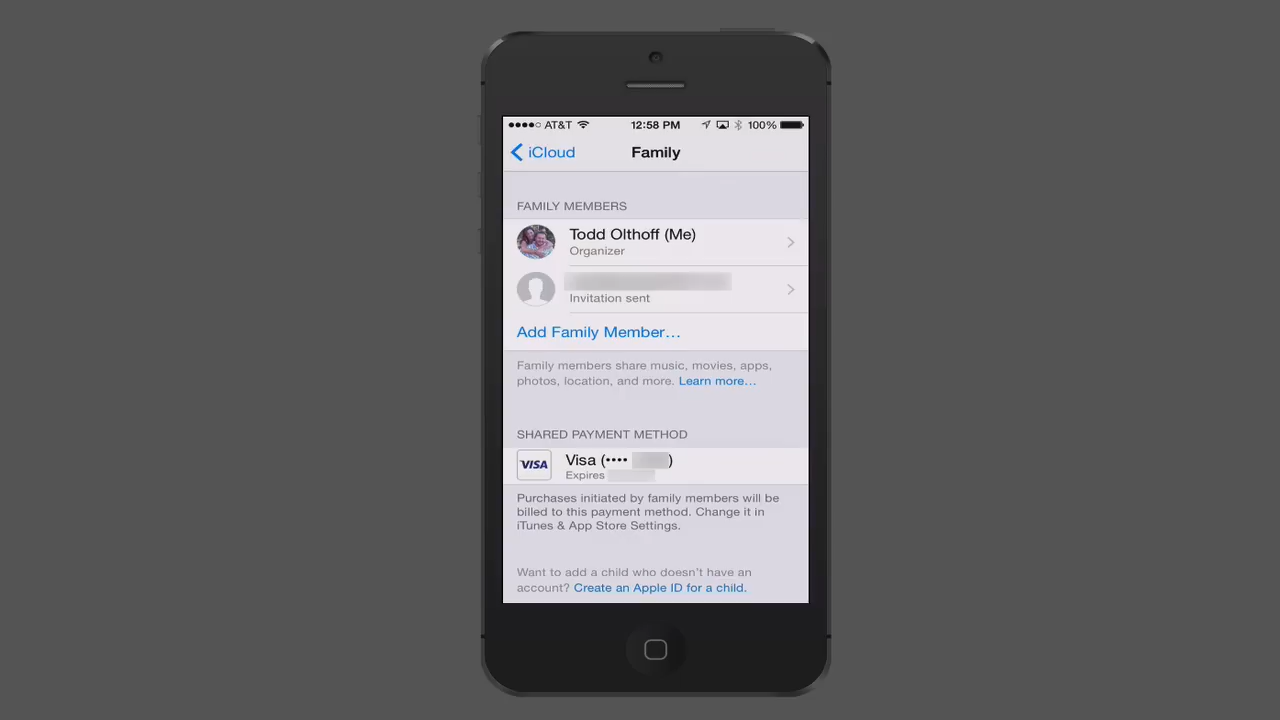 AT&T 12:58 PM 100%
iCloud Family
FAMILY MEMBERS
Todd Olthoff (Me)
Organizer
Invitation sent
Add Family Member...
Family members share music, movies, apps,
photos, location, and more. Learn more...
SHARED PAYMENT METHOD
VISA Visa (•••• )
Expires
Purchases initiated by family members will be
billed to this payment method. Change it in
iTunes & App Store Settings.
Want to add a child who doesn't have an
account? Create an Apple ID for a child.